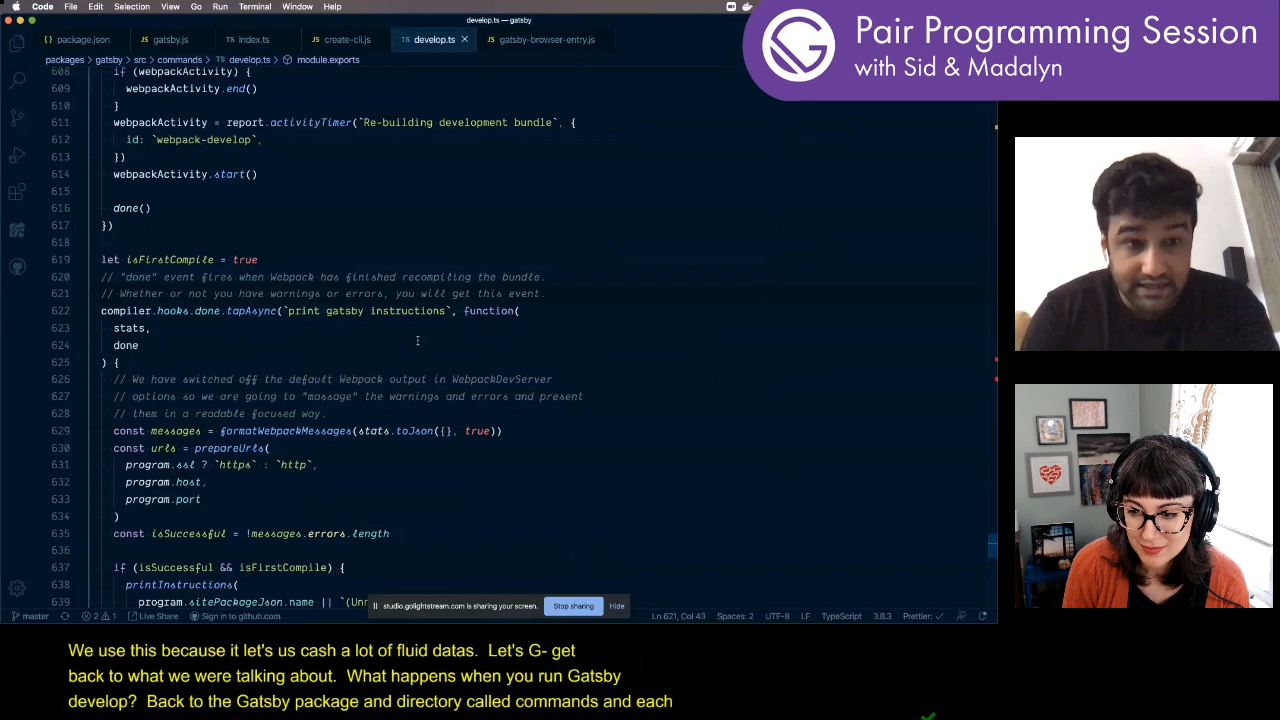 Code File Edit Selection View Go Run Terminal Window Help
develop.ts — gatsby
package.json gatsby.js TS index.ts create-cli.js TS develop.ts gatsby-browser-entry.js
packages > gatsby > src > commands > TS develop.ts > module.exports
608 if (webpackActivity) {
609 webpackActivity.end()
610 }
611 webpackActivity = report.activityTimer(`Re-building development bundle`, {
612 id: `webpack-develop`,
613 })
614 webpackActivity.start()
615
616 done()
617 })
618
619 let isFirstCompile = true
620 // "done" event fires when Webpack has finished recompiling the bundle.
621 // Whether or not you have warnings or errors, you will get this event.
622 compiler.hooks.done.tapAsync(`print gatsby instructions`, function(
623 stats,
624 done
625 ) {
626 // We have switched off the default Webpack output in WebpackDevServer
627 // options so we are going to "massage" the warnings and errors and present
628 // them in a readable focused way.
629 const messages = formatWebpackMessages(stats.toJson({}, true))
630 const urls = prepareUrls(
631 program.ssl ? `https` : `http`,
632 program.host,
633 program.port
634 )
635 const isSuccessful = !messages.errors.length
636
637 if (isSuccessful && isFirstCompile) {
638 printInstructions(
639 program.sitePackageJson.name || `(Un
studio.golightstream.com is sharing your screen. Stop sharing Hide
master 2 1 Live Share Sign in to github.com Ln 621, Col 43 Spaces: 2 UTF-8 LF TypeScript 3.8.3 Prettier: ✓
Pair Programming Session
with Sid & Madalyn
We use this because it let's us cash a lot of fluid datas. Let's G- get
back to what we were talking about. What happens when you run Gatsby
develop? Back to the Gatsby package and directory called commands and each